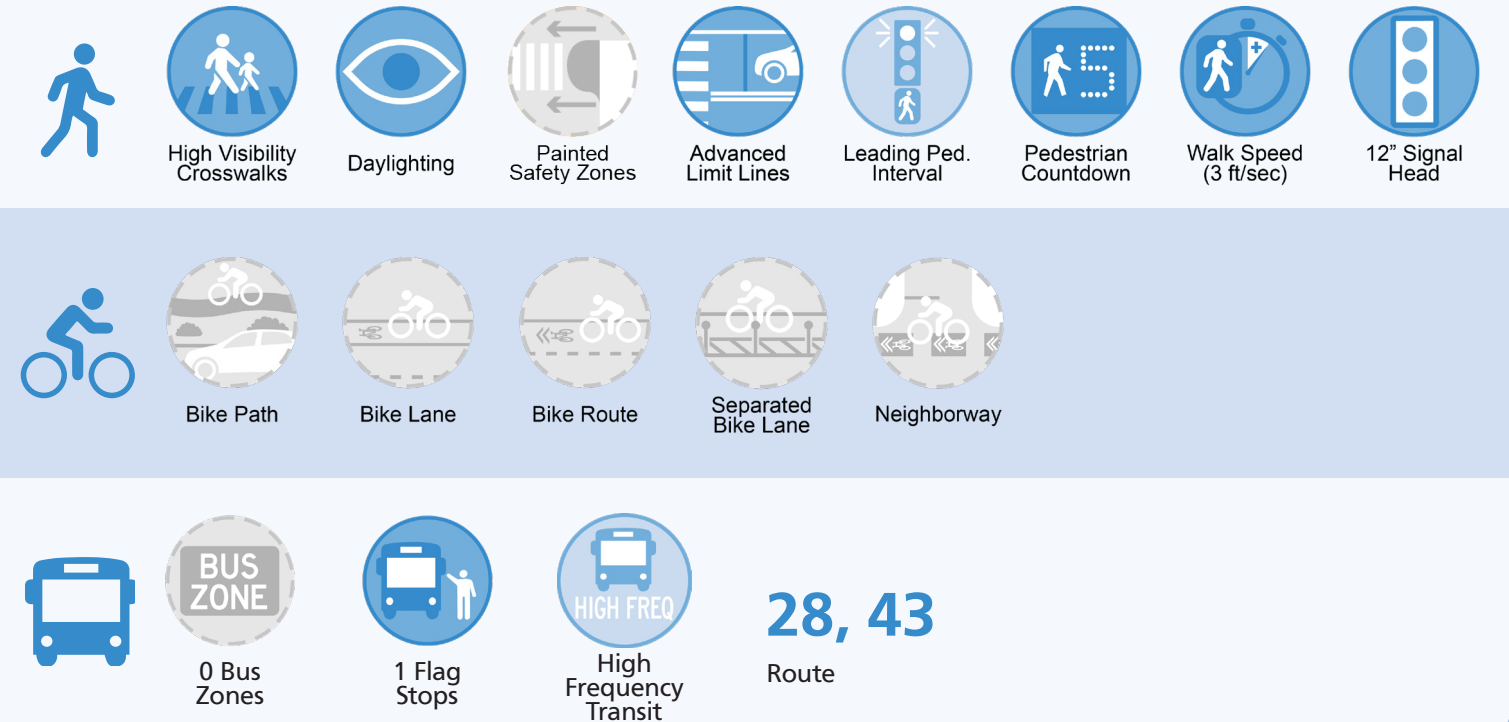 High Visibility
Crosswalks
Daylighting
Painted
Safety Zones
Advanced
Limit Lines
Leading Ped.
Interval
5
Pedestrian
Countdown
Walk Speed
(3 ft/sec)
12” Signal
Head
Bike Path
Bike Lane
Bike Route
Separated
Bike Lane
Neighborway
BUS
ZONE
0 Bus
Zones
1 Flag
Stops
HIGH FREQ
High
Frequency
Transit
28, 43
Route